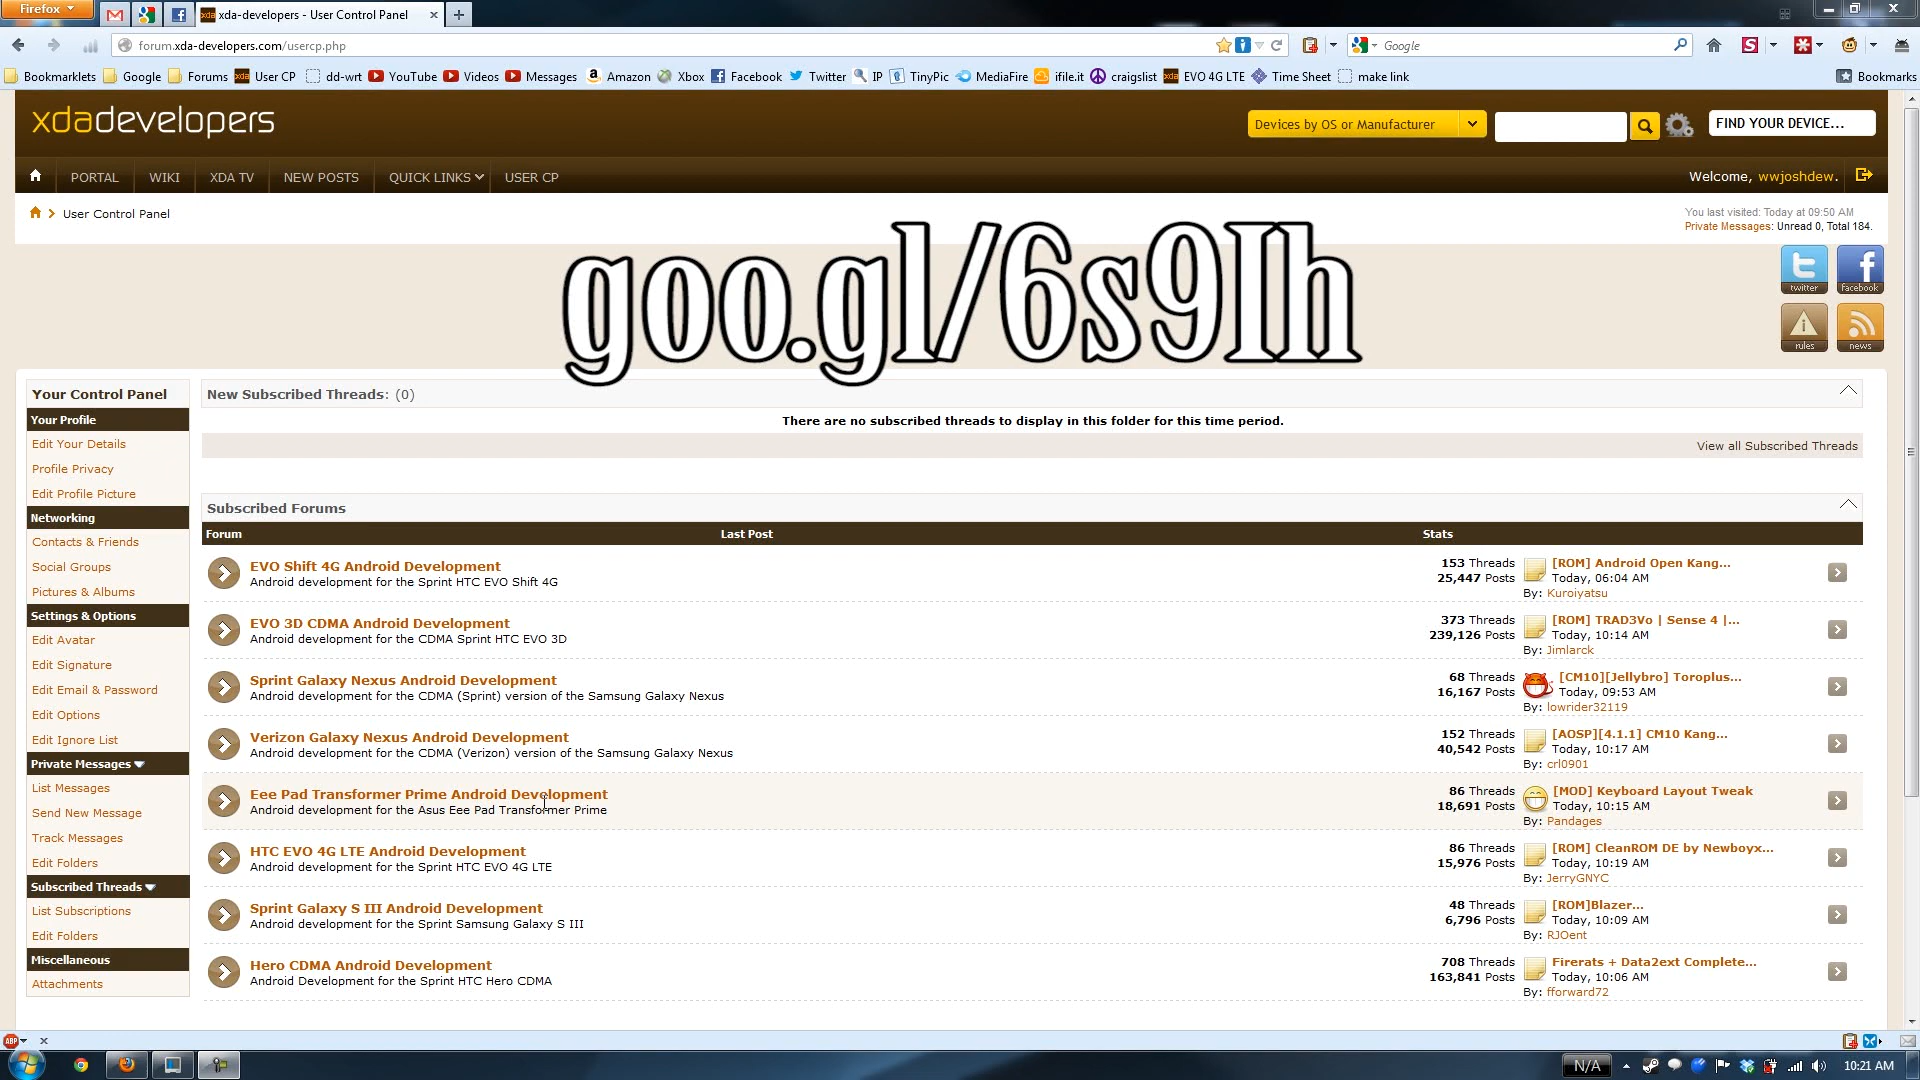 Firefox
xda-developers - User Control Panel
forum.xda-developers.com/usercp.php
Google
Bookmarklets Google Forums User CP dd-wrt YouTube Videos Messages Amazon Xbox Facebook Twitter IP TinyPic MediaFire ifile.it craigslist EVO 4G LTE Time Sheet make link Bookmarks
xdadevelopers
Devices by OS or Manufacturer
FIND YOUR DEVICE...
PORTAL WIKI XDA TV NEW POSTS QUICK LINKS USER CP
Welcome, wwjoshdew.
User Control Panel
You last visited: Today at 09:50 AM
Private Messages: Unread 0, Total 184.
goo.gl/6s9Ih
twitter facebook
rules news
Your Control Panel
Your Profile
Edit Your Details
Profile Privacy
Edit Profile Picture
Networking
Contacts & Friends
Social Groups
Pictures & Albums
Settings & Options
Edit Avatar
Edit Signature
Edit Email & Password
Edit Options
Edit Ignore List
Private Messages
List Messages
Send New Message
Track Messages
Edit Folders
Subscribed Threads
List Subscriptions
Edit Folders
Miscellaneous
Attachments
New Subscribed Threads: (0)
There are no subscribed threads to display in this folder for this time period.
View all Subscribed Threads
Subscribed Forums
Forum Last Post Stats
EVO Shift 4G Android Development
Android development for the Sprint HTC EVO Shift 4G
153 Threads
25,447 Posts
[ROM] Android Open Kang...
Today, 06:04 AM
By: Kuroiyatsu
EVO 3D CDMA Android Development
Android development for the CDMA Sprint HTC EVO 3D
373 Threads
239,126 Posts
[ROM] TRAD3Vo | Sense 4 |...
Today, 10:14 AM
By: Jimlarck
Sprint Galaxy Nexus Android Development
Android development for the CDMA (Sprint) version of the Samsung Galaxy Nexus
68 Threads
16,167 Posts
[CM10][Jellybro] Toroplus...
Today, 09:53 AM
By: lowrider32119
Verizon Galaxy Nexus Android Development
Android development for the CDMA (Verizon) version of the Samsung Galaxy Nexus
152 Threads
40,542 Posts
[AOSP][4.1.1] CM10 Kang...
Today, 10:17 AM
By: crl0901
Eee Pad Transformer Prime Android Development
Android development for the Asus Eee Pad Transformer Prime
86 Threads
18,691 Posts
[MOD] Keyboard Layout Tweak
Today, 10:15 AM
By: Pandages
HTC EVO 4G LTE Android Development
Android development for the Sprint HTC EVO 4G LTE
86 Threads
15,976 Posts
[ROM] CleanROM DE by Newboyx...
Today, 10:19 AM
By: JerryGNYC
Sprint Galaxy S III Android Development
Android development for the Sprint Samsung Galaxy S III
48 Threads
6,796 Posts
[ROM]Blazer...
Today, 10:09 AM
By: RJOent
Hero CDMA Android Development
Android Development for the Sprint HTC Hero CDMA
708 Threads
163,841 Posts
Firerats + Data2ext Complete...
Today, 10:06 AM
By: fforward72
ABP
N/A
10:21 AM